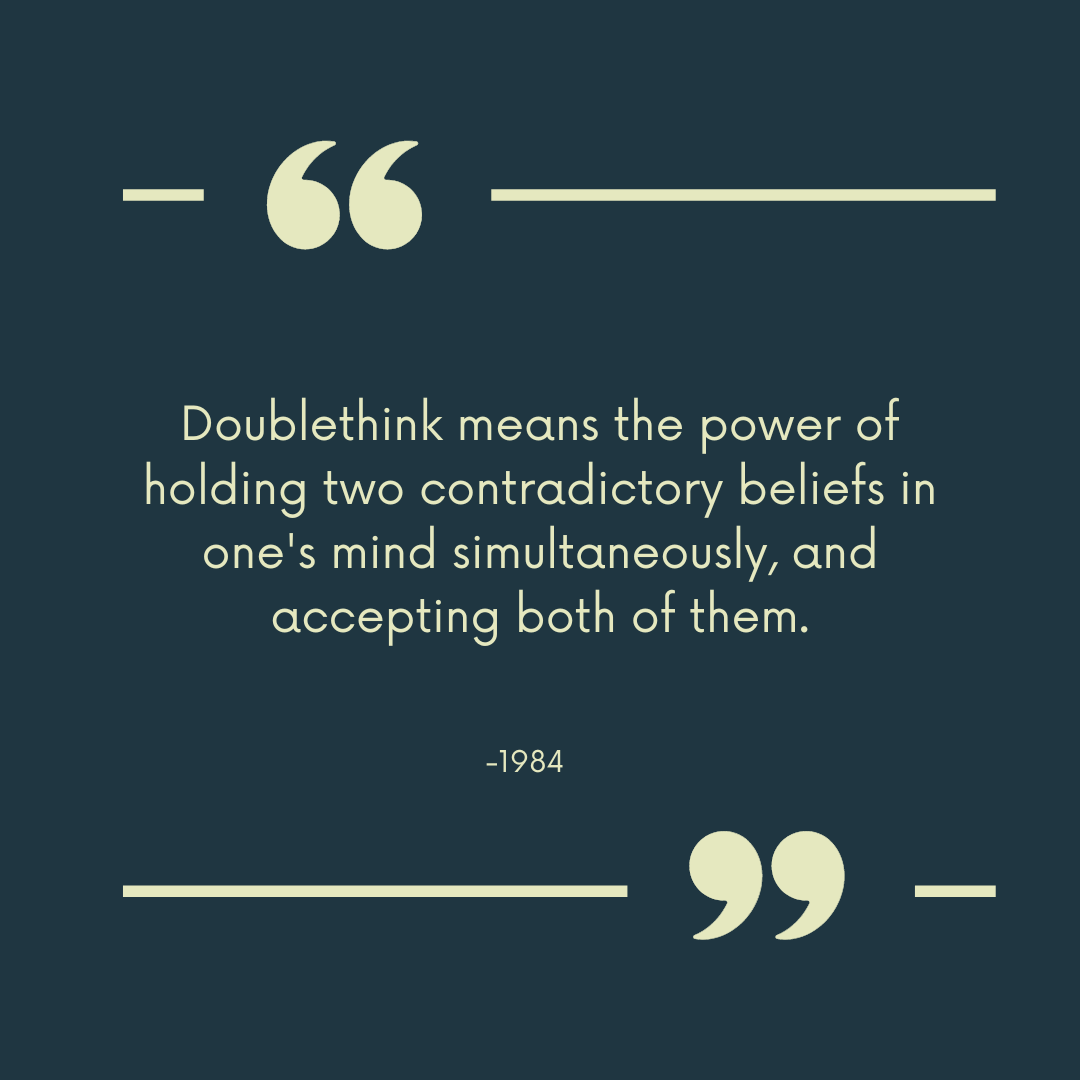 “
Doublethink means the power of
holding two contradictory beliefs in
one's mind simultaneously, and
accepting both of them.
-1984
”